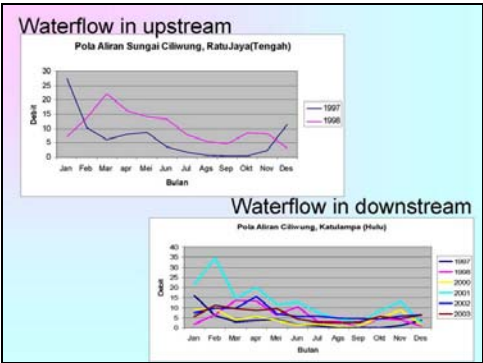 Waterflow in upstream
Pola Aliran Sungai Ciliwung, RatuJaya(Tengah)
30
25
20
15
10
5
0
Debit
Jan Feb Mar apr Mei Jun Jul Ags Sep Okt Nov Des
Bulan
1997
1998
Waterflow in downstream
Pola Aliran Ciliwung, Katulampa (Hulu)
40
35
30
25
20
15
10
5
0
Debit
Jan Feb Mar apr Mei Jun Jul Ags Sep Okt Nov Des
Bulan
1997
1998
2000
2001
2002
2003